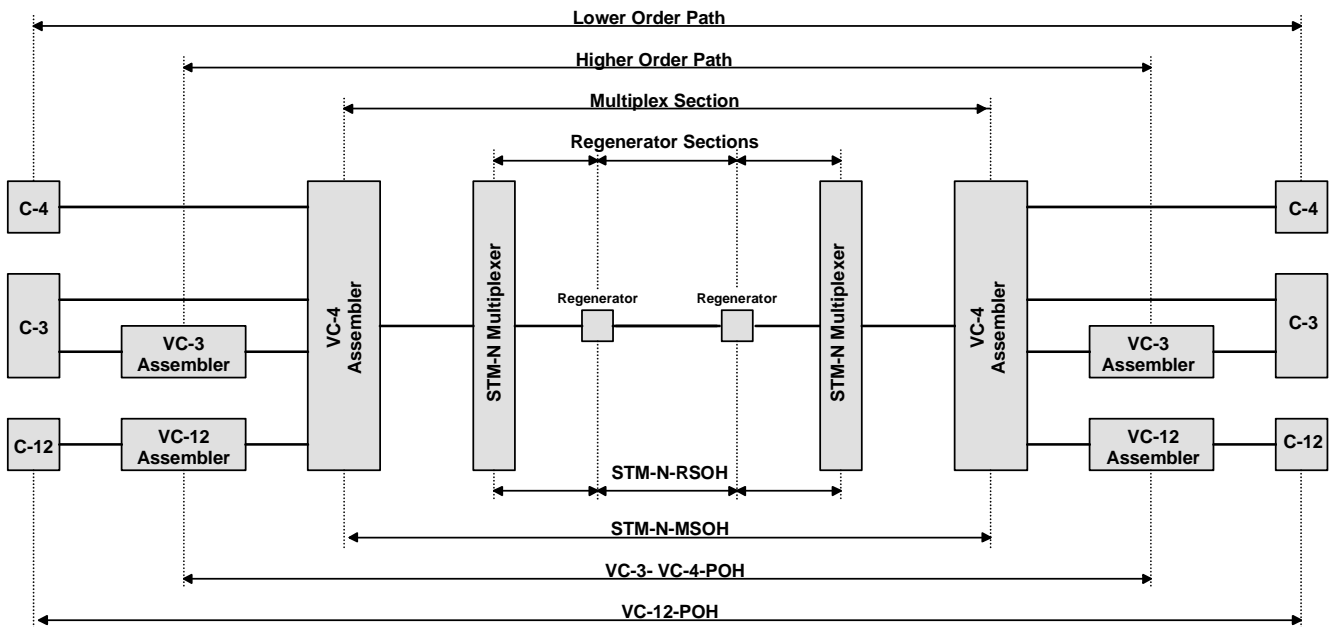 Lower Order Path
Higher Order Path
Multiplex Section
Regenerator Sections
C-4
C-3
C-12
VC-3
Assembler
VC-12
Assembler
VC-4
Assembler
STM-N Multiplexer
Regenerator
Regenerator
STM-N Multiplexer
VC-4
Assembler
VC-3
Assembler
VC-12
Assembler
C-4
C-3
C-12
STM-N-RSOH
STM-N-MSOH
VC-3- VC-4-POH
VC-12-POH